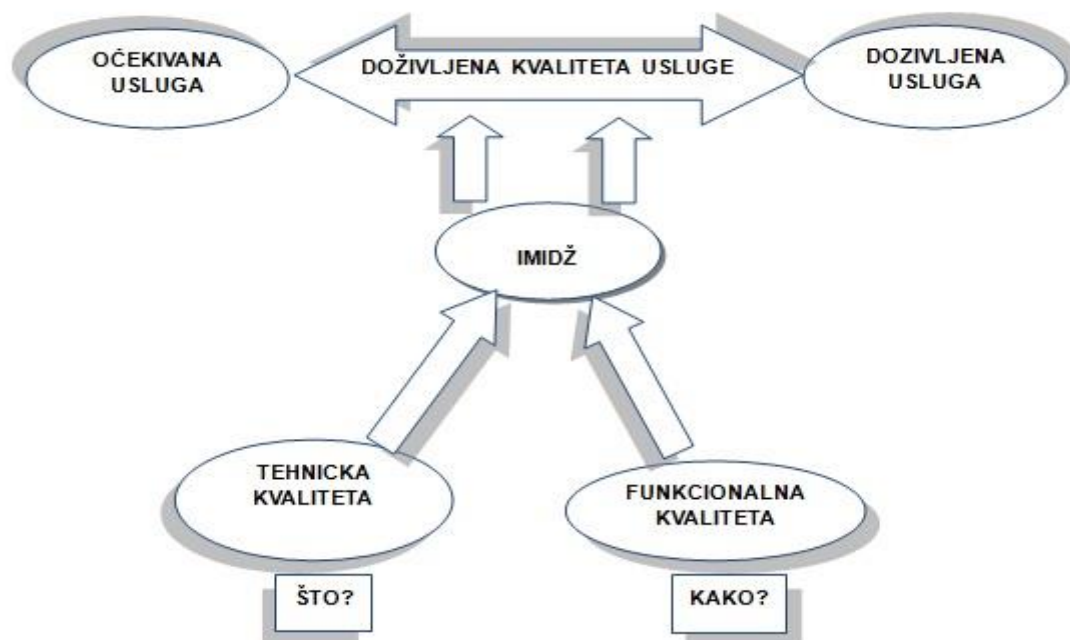 OČEKIVANA
USLUGA
DOŽIVLJENA KVALITETA USLUGE
DOZIVLJENA
USLUGA
IMIDŽ
TEHNICKA
KVALITETA
FUNKCIONALNA
KVALITETA
ŠTO?
KAKO?